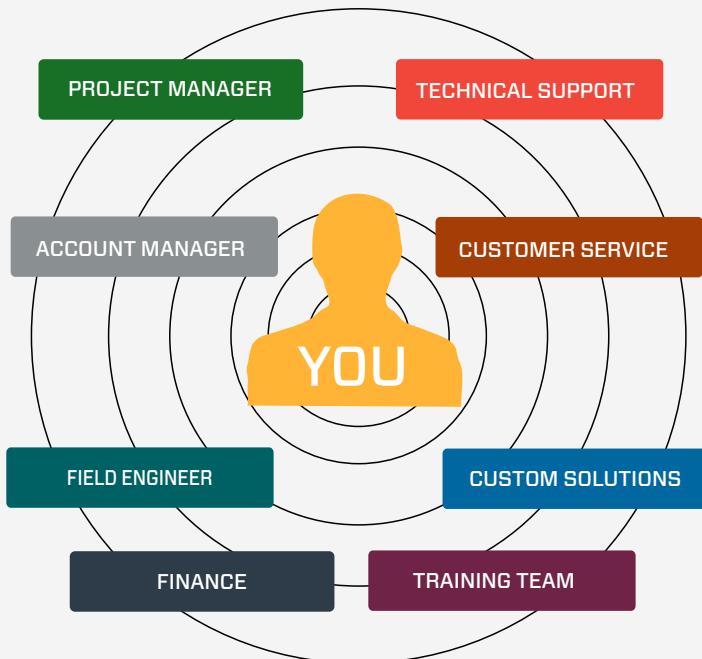 PROJECT MANAGER
TECHNICAL SUPPORT
ACCOUNT MANAGER
CUSTOMER SERVICE
YOU
FIELD ENGINEER
CUSTOM SOLUTIONS
FINANCE
TRAINING TEAM